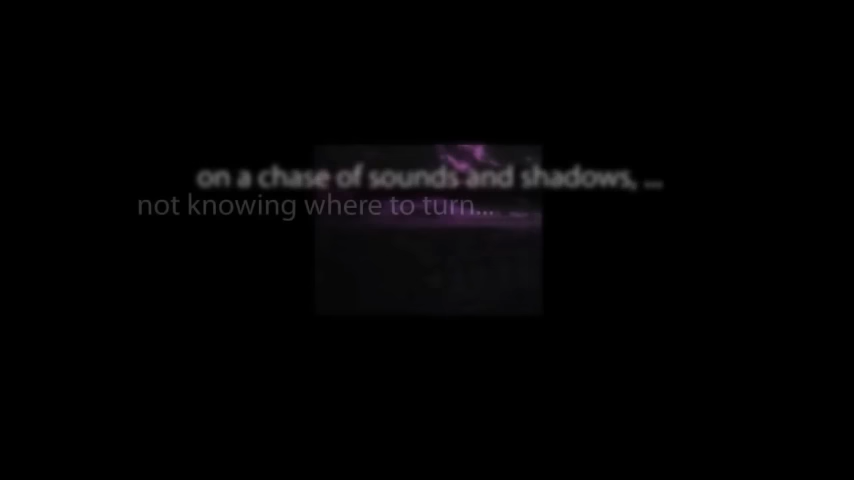 on a chase of sounds and shadows, ...
not knowing where to turn...